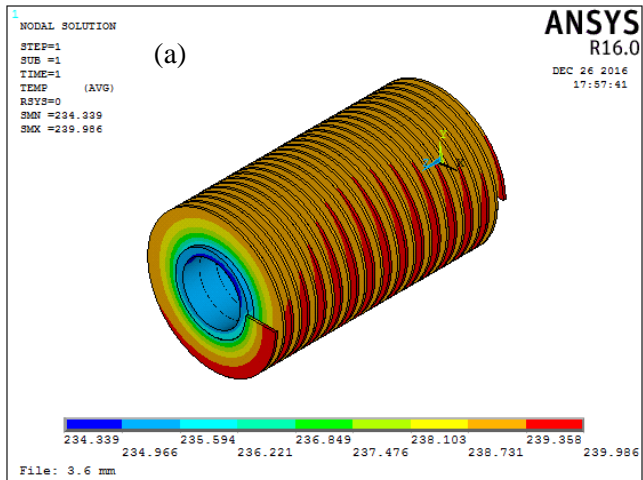 1
NODAL SOLUTION
STEP=1
SUB =1
TIME=1
TEMP (AVG)
RSYS=0
SMN =234.339
SMX =239.986
(a)
ANSYS
R16.0
DEC 26 2016
17:57:41
Y
X
234.339 235.594 236.849 238.103 239.358
234.966 236.221 237.476 238.731 239.986
File: 3.6 mm